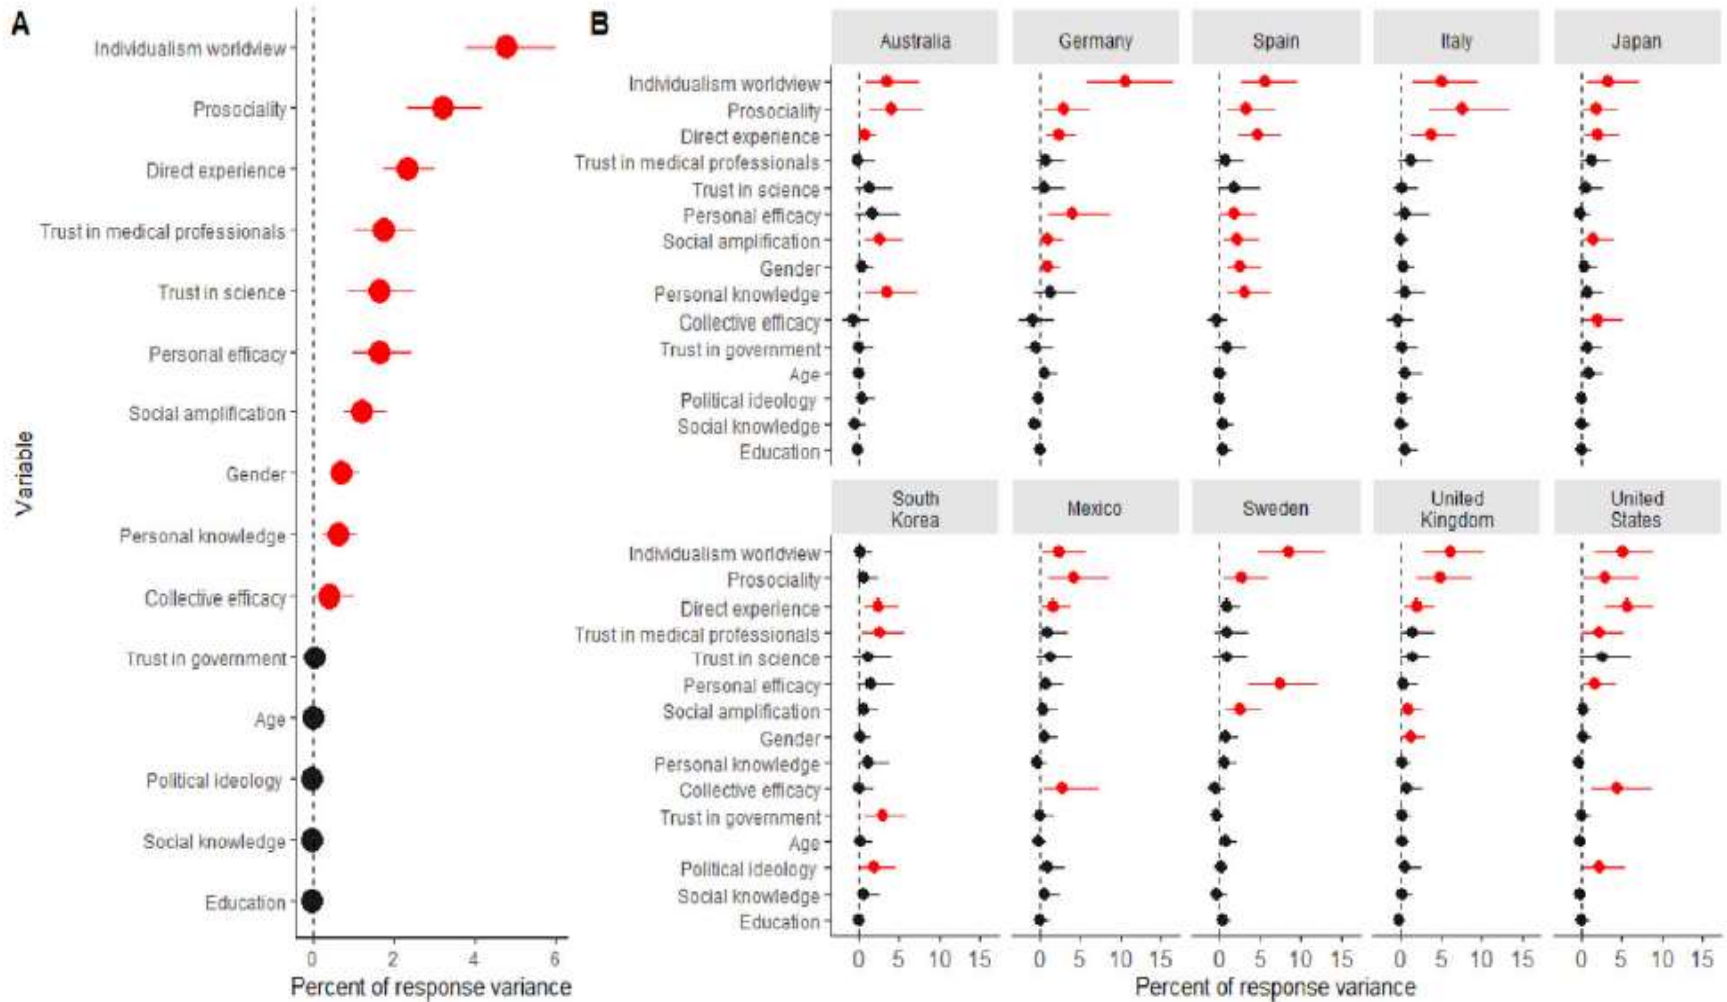 A
Variable
Individualism worldview
Prosociality
Direct experience
Trust in medical professionals
Trust in science
Personal efficacy
Social amplification
Gender
Personal knowledge
Collective efficacy
Trust in government
Age
Political ideology
Social knowledge
Education
0 2 4 6
Percent of response variance
B
Australia Germany Spain Italy Japan
Individualism worldview
Prosociality
Direct experience
Trust in medical professionals
Trust in science
Personal efficacy
Social amplification
Gender
Personal knowledge
Collective efficacy
Trust in government
Age
Political ideology
Social knowledge
Education
South
Korea
Mexico
Sweden
United
Kingdom
United
States
Individualism worldview
Prosociality
Direct experience
Trust in medical professionals
Trust in science
Personal efficacy
Social amplification
Gender
Personal knowledge
Collective efficacy
Trust in government
Age
Political ideology
Social knowledge
Education
0 5 10 15 0 5 10 15 0 5 10 15 0 5 10 15 0 5 10 15
Percent of response variance